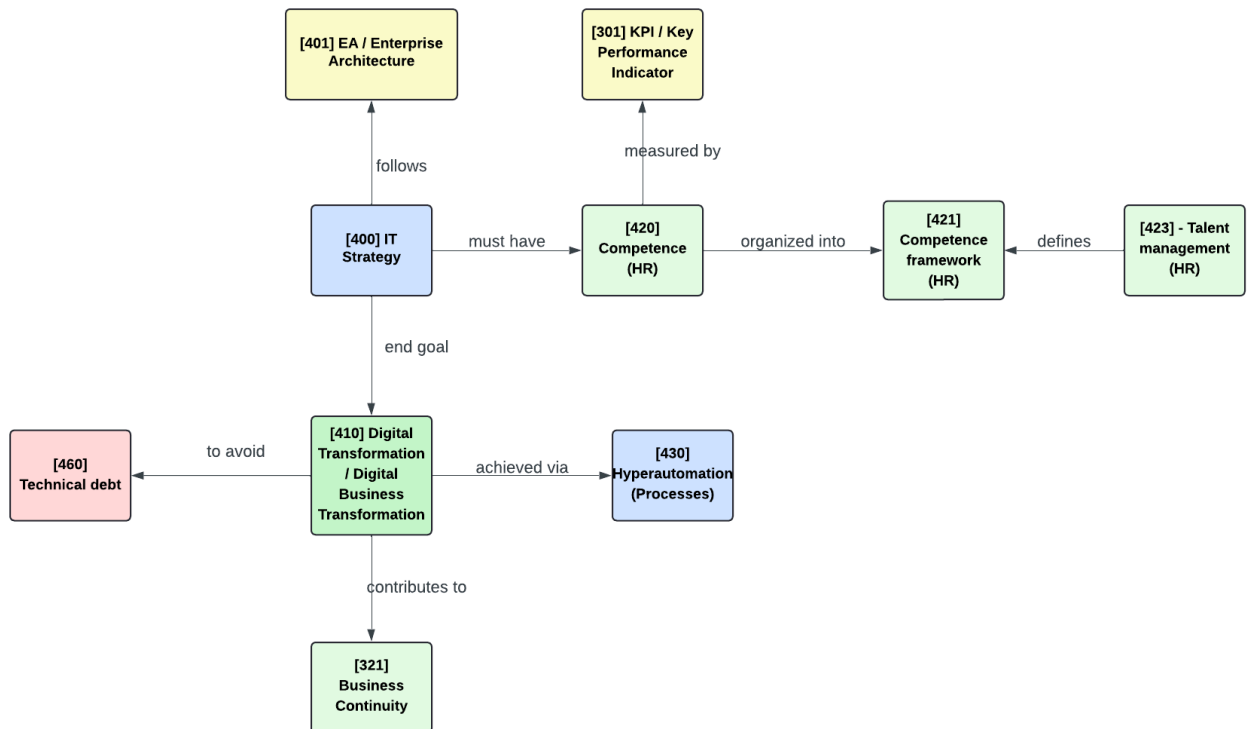 [401] EA / Enterprise
Architecture
[301] KPI / Key
Performance
Indicator
follows
measured by
[400] IT
Strategy
must have
[420]
Competence
(HR)
organized into
[421]
Competence
framework
(HR)
defines
[423] - Talent
management
(HR)
end goal
[460]
Technical debt
to avoid
[410] Digital
Transformation
/ Digital
Business
Transformation
achieved via
[430]
Hyperautomation
(Processes)
contributes to
[321]
Business
Continuity